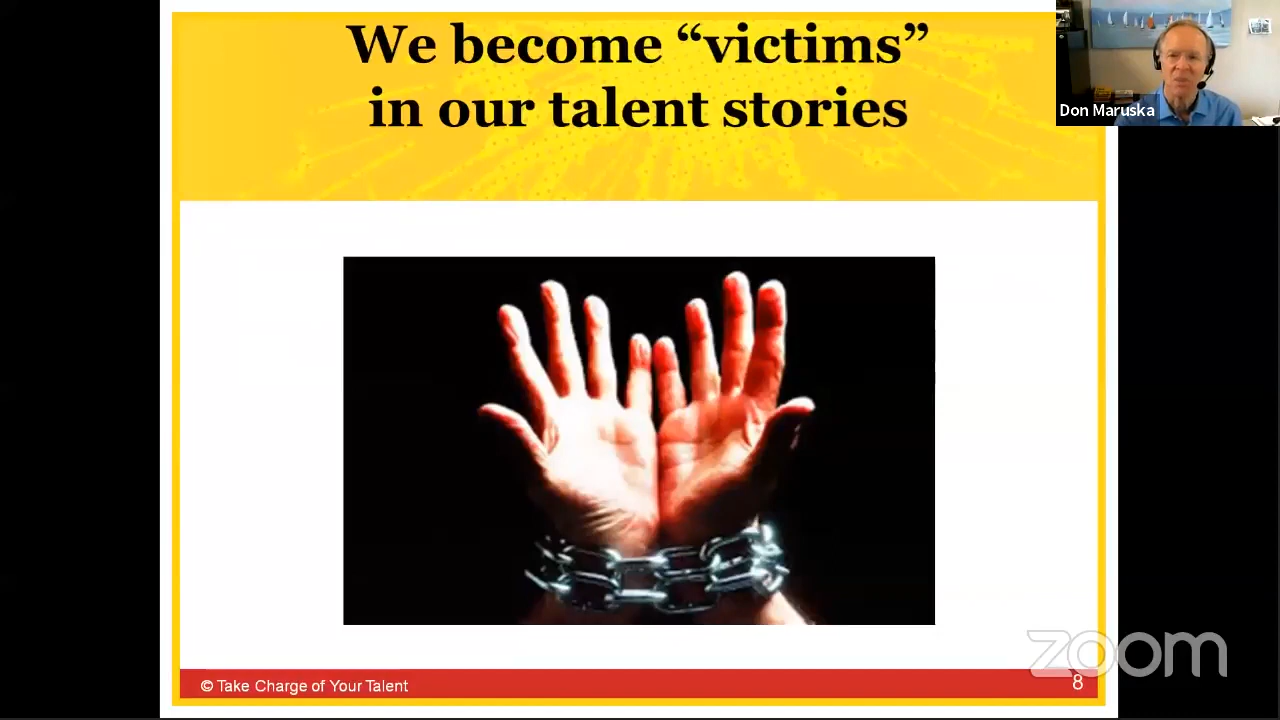 We become “victims”
in our talent stories
Don Maruska
© Take Charge of Your Talent
8
zoom